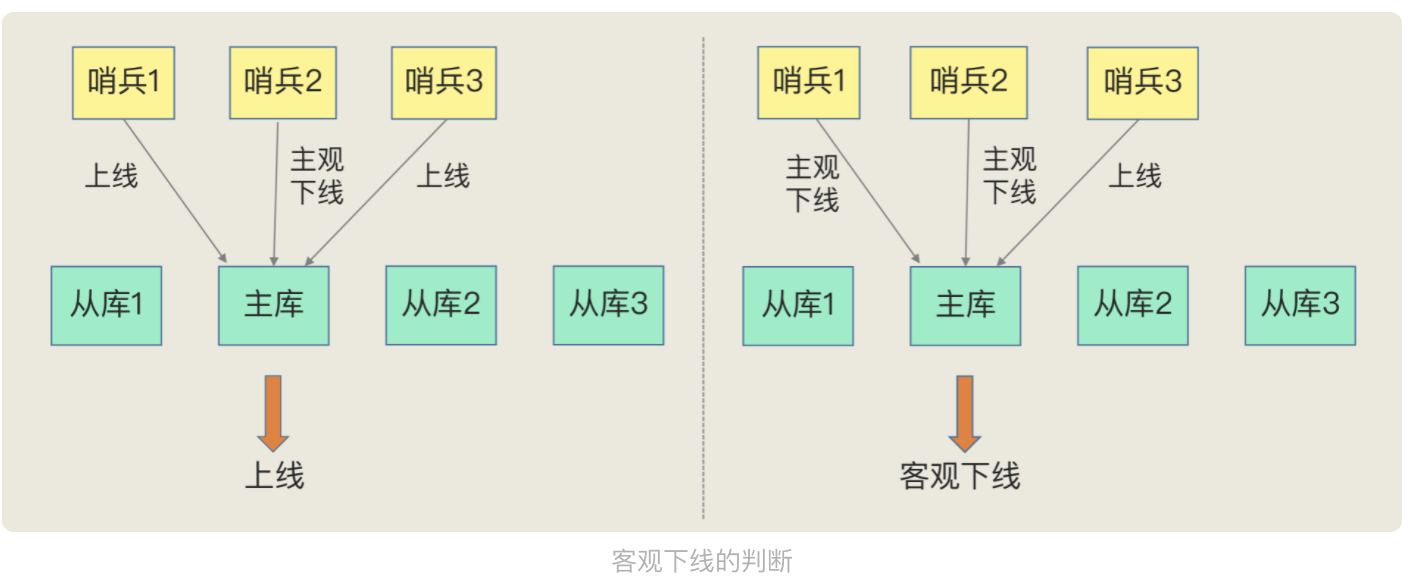 哨兵1
哨兵2
哨兵3
上线
主观
下线
上线
从库1
主库
从库2
从库3
上线
哨兵1
哨兵2
哨兵3
主观
下线
主观
下线
上线
从库1
主库
从库2
从库3
客观下线
客观下线的判断